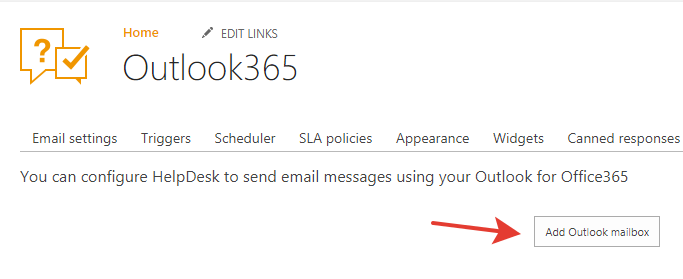 Home EDIT LINKS
Outlook365
Email settings Triggers Scheduler SLA policies Appearance Widgets Canned responses
You can configure HelpDesk to send email messages using your Outlook for Office365
Add Outlook mailbox